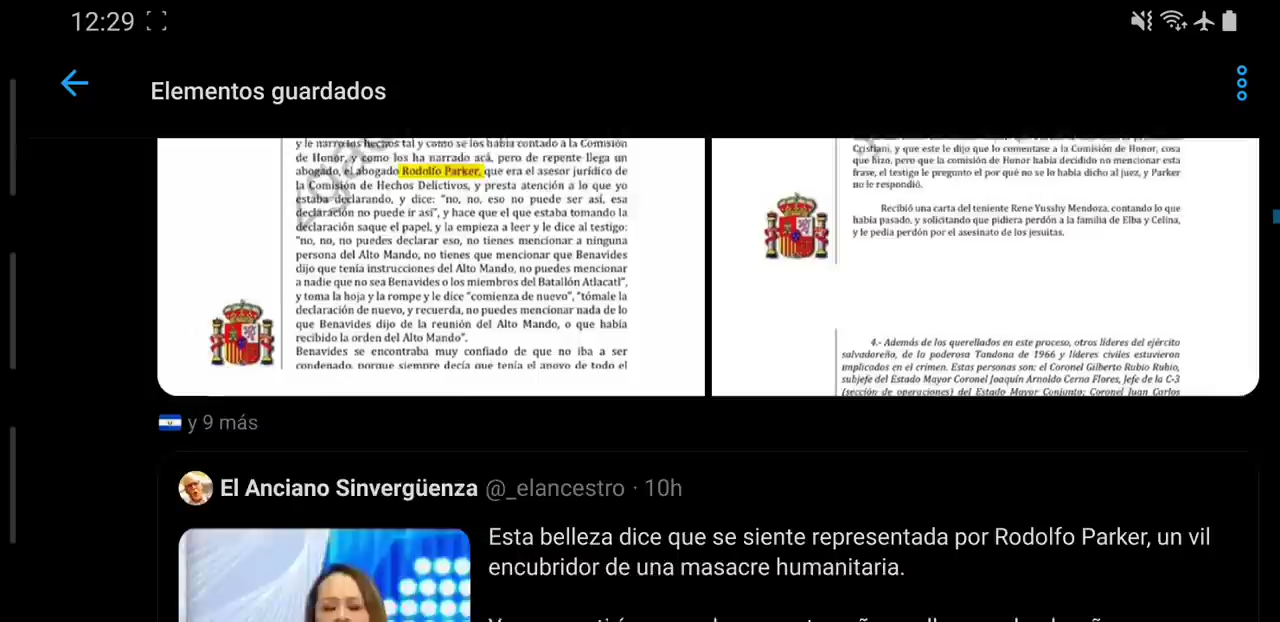 12:29
Elementos guardados
y le narro los hechos tal y como se los había contado a la Comisión
de Honor, y como los ha narrado acá, pero de repente llega un
abogado, el abogado Rodolfo Parker, que era el asesor jurídico de
la Comisión de Hechos Delictivos, y presta atención a lo que yo
estaba declarando, y dice: "no, no, eso no puede ser así, esa
declaración no puede ir así", y hace que el que estaba tomando la
declaración saque el papel, y la empieza a leer y le dice al testigo:
"no, no, no puedes declarar eso, no tienes mencionar a ninguna
persona del Alto Mando, no tienes que mencionar que Benavides
dijo que tenía instrucciones del Alto Mando, no puedes mencionar
a nadie que no sea Benavides o los miembros del Batallón Atlacatl",
y toma la hoja y la rompe y le dice "comienza de nuevo", "tómale la
declaración de nuevo, y recuerda, no puedes mencionar nada de lo
que Benavides dijo de la reunión del Alto Mando, o que había
recibido la orden del Alto Mando".
Benavides se encontraba muy confiado de que no iba a ser
condenado, porque siempre decía que tenía el apoyo de todo el
Cristiani, y que este le dijo que lo comentase a la Comisión de Honor, cosa
que hizo, pero que la comisión de Honor había decidido no mencionar esta
frase, el testigo le pregunto el por qué no se lo había dicho al juez, y Parker
no le respondió.
Recibió una carta del teniente Rene Yusshy Mendoza, contando lo que
había pasado, y solicitando que pidiera perdón a la familia de Elba y Celina,
y le pedía perdón por el asesinato de los jesuitas.
4.- Además de los querellados en este proceso, otros líderes del ejército
salvadoreño, de la poderosa Tandona de 1966 y líderes civiles estuvieron
implicados en el crimen. Estas personas son: el Coronel Gilberto Rubio Rubio,
subjefe del Estado Mayor Coronel Joaquín Arnoldo Cerna Flores, Jefe de la C-3
(sección de operaciones) del Estado Mayor Conjunto; Coronel Juan Carlos
y 9 más
El Anciano Sinvergüenza @_elancestro · 10h
Esta belleza dice que se siente representada por Rodolfo Parker, un vil
encubridor de una masacre humanitaria.